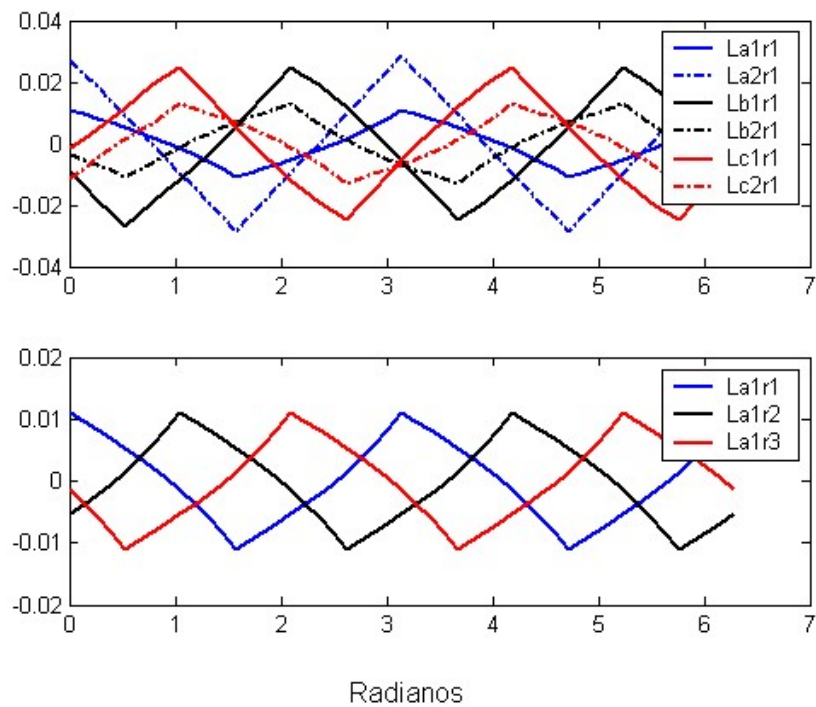 0.04
0.02
0
-0.02
-0.04
0 1 2 3 4 5 6 7
La1r1
La2r1
Lb1r1
Lb2r1
Lc1r1
Lc2r1
0.02
0.01
0
-0.01
-0.02
0 1 2 3 4 5 6 7
La1r1
La1r2
La1r3
Radianos